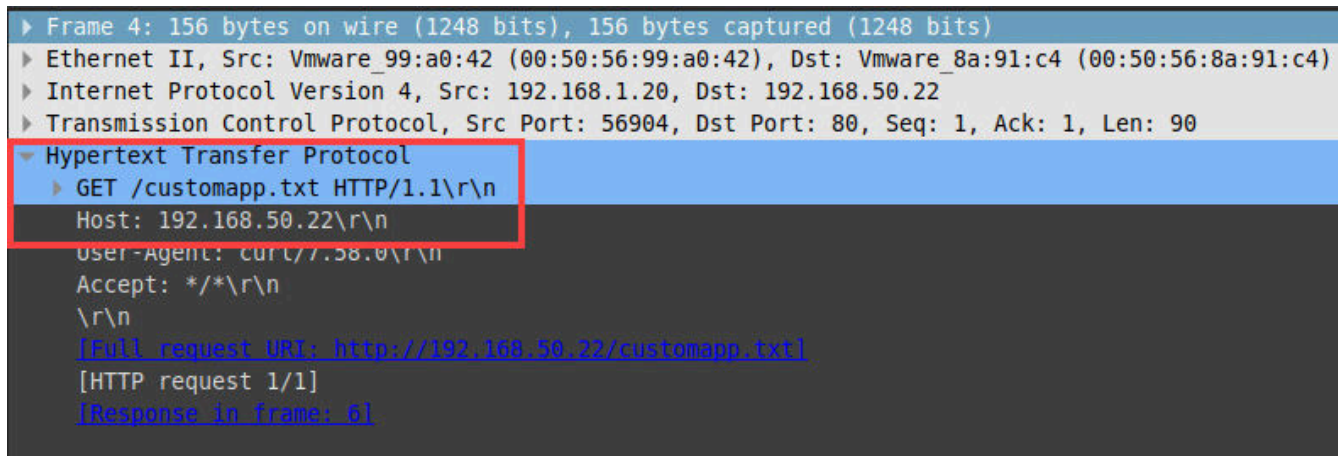 Frame 4: 156 bytes on wire (1248 bits), 156 bytes captured (1248 bits)
Ethernet II, Src: Vmware_99:a0:42 (00:50:56:99:a0:42), Dst: Vmware_8a:91:c4 (00:50:56:8a:91:c4)
Internet Protocol Version 4, Src: 192.168.1.20, Dst: 192.168.50.22
Transmission Control Protocol, Src Port: 56904, Dst Port: 80, Seq: 1, Ack: 1, Len: 90
Hypertext Transfer Protocol
GET /customapp.txt HTTP/1.1\r\n
Host: 192.168.50.22\r\n
User-Agent: curl/7.58.0\r\n
Accept: */*\r\n
\r\n
[Full request URI: http://192.168.50.22/customapp.txt]
[HTTP request 1/1]
[Response in frame: 6]